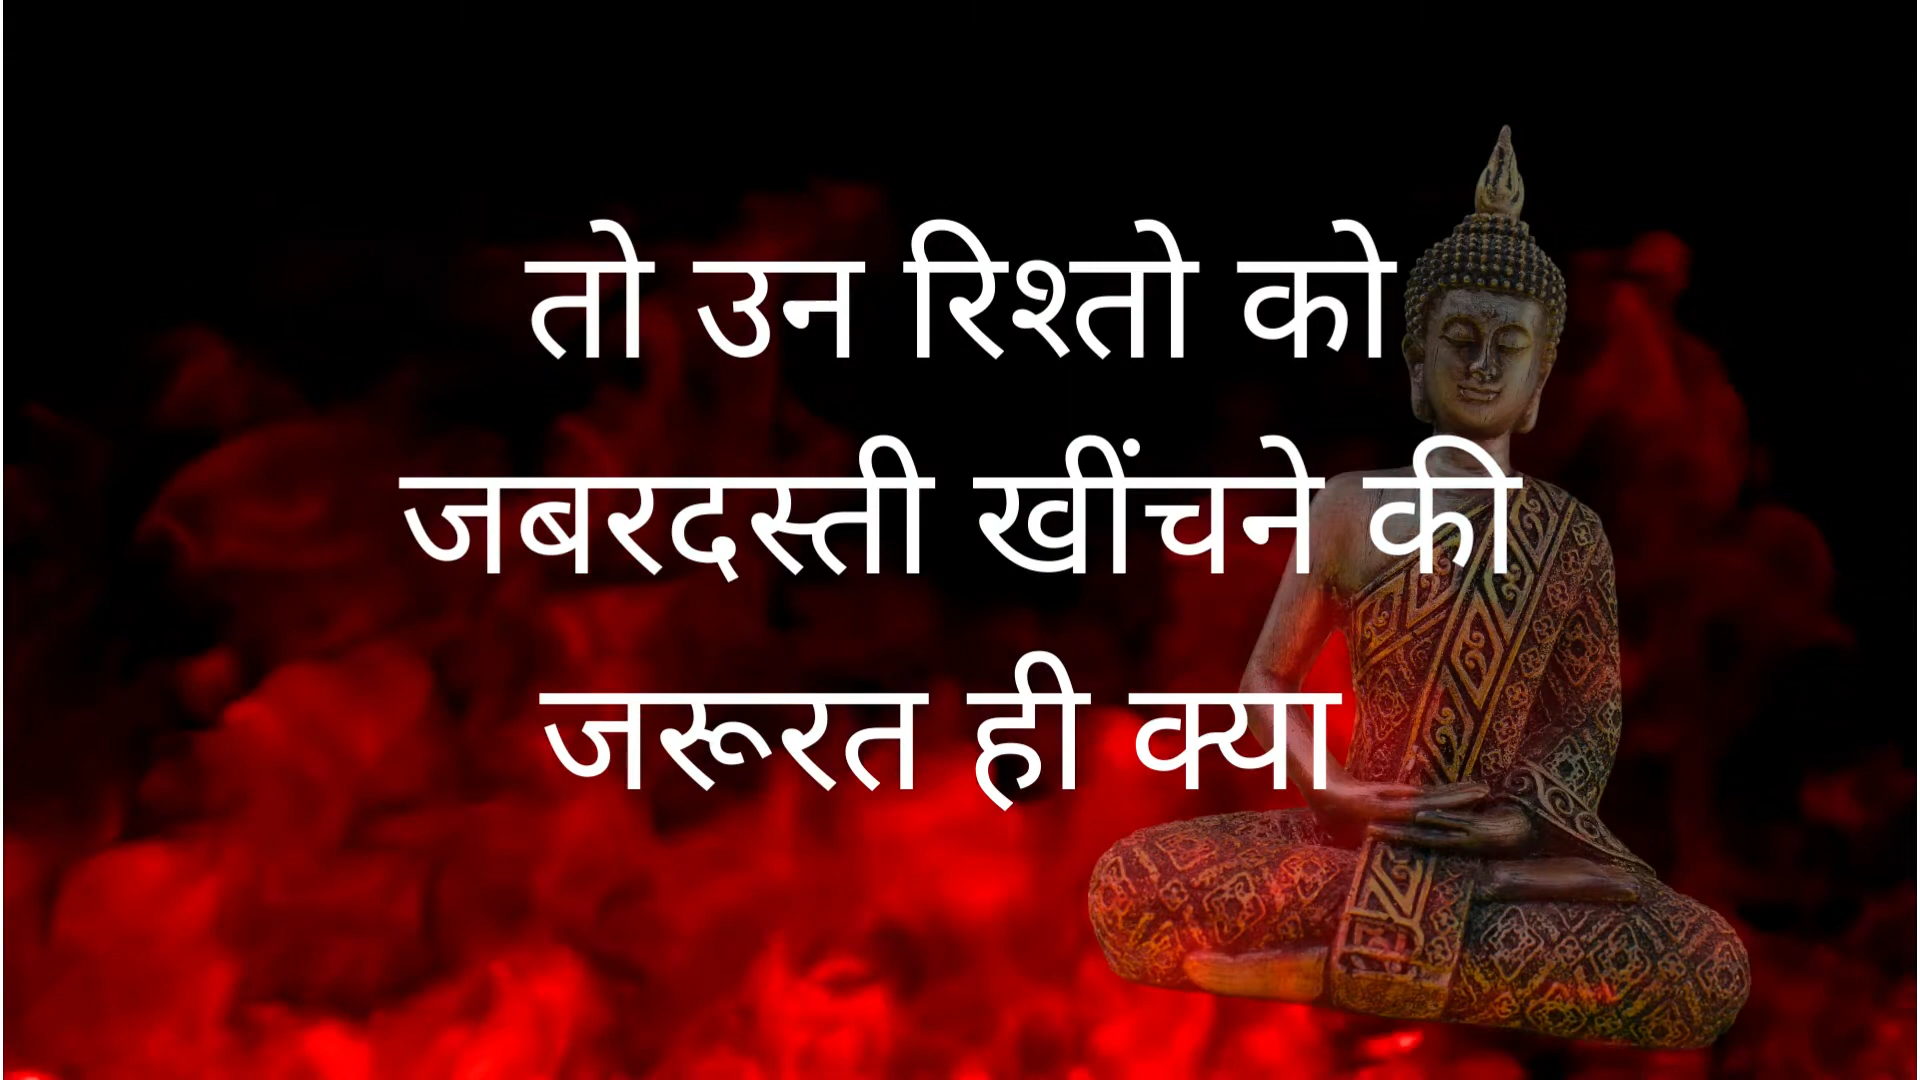 तो उन रिश्तो को
जबरदस्ती खींचने की
जरूरत ही क्या